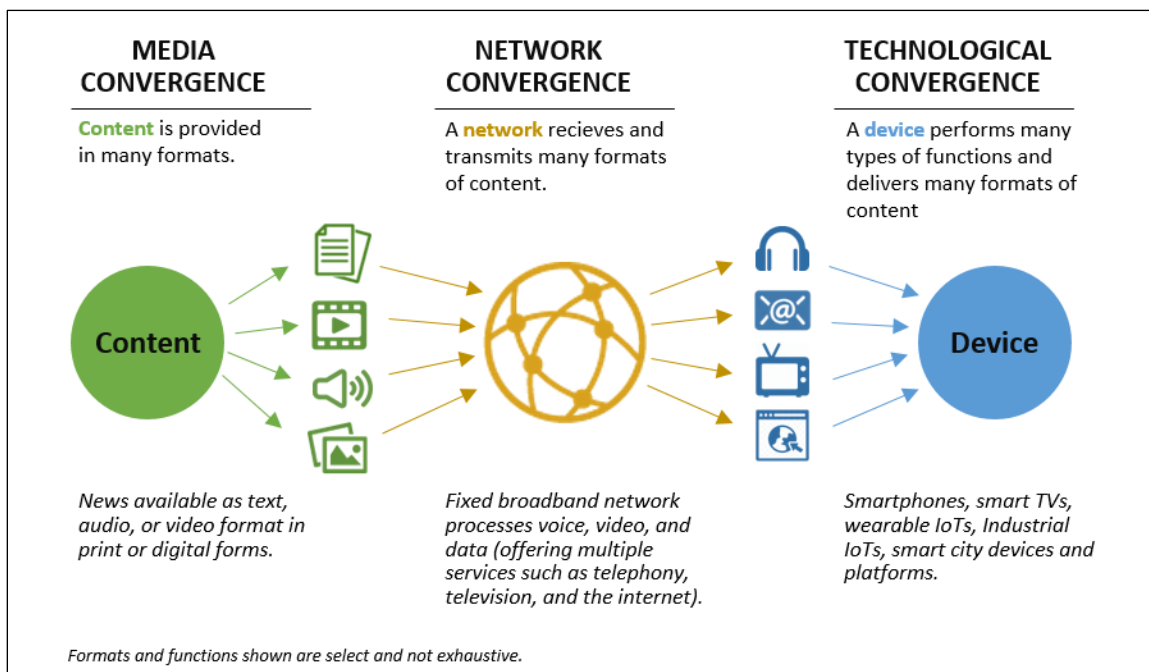 MEDIA
CONVERGENCE
Content is provided
in many formats.
NETWORK
CONVERGENCE
A network recieves and
transmits many formats
of content.
TECHNOLOGICAL
CONVERGENCE
A device performs many
types of functions and
delivers many formats of
content
Content
@
Device
News available as text,
audio, or video format in
print or digital forms.
Fixed broadband network
processes voice, video, and
data (offering multiple
services such as telephony,
television, and the internet).
Smartphones, smart TVs,
wearable IoTs, Industrial
IoTs, smart city devices and
platforms.
Formats and functions shown are select and not exhaustive.